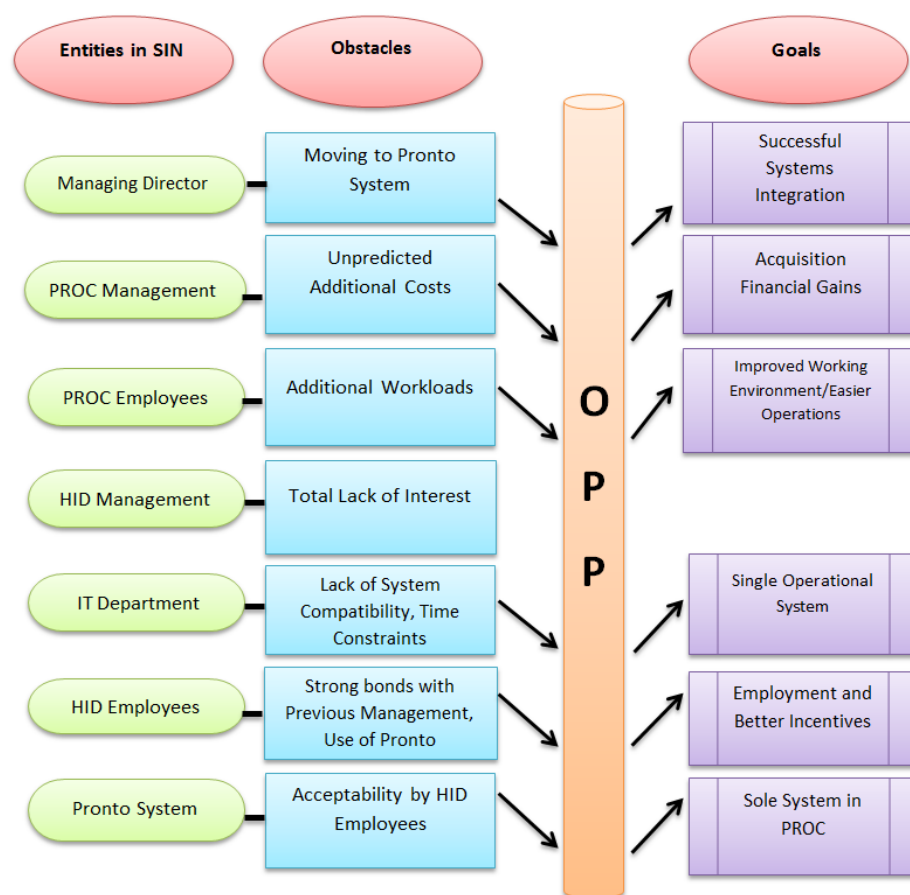 Entities in SIN
Obstacles
Goals
Managing Director
Moving to Pronto
System
Successful
Systems
Integration
PROC Management
Unpredicted
Additional Costs
Acquisition
Financial Gains
PROC Employees
Additional Workloads
Improved Working
Environment/Easier
Operations
O
P
P
HID Management
Total Lack of Interest
IT Department
Lack of System
Compatibility, Time
Constraints
Single Operational
System
HID Employees
Strong bonds with
Previous Management,
Use of Pronto
Employment and
Better Incentives
Pronto System
Acceptability by HID
Employees
Sole System in
PROC